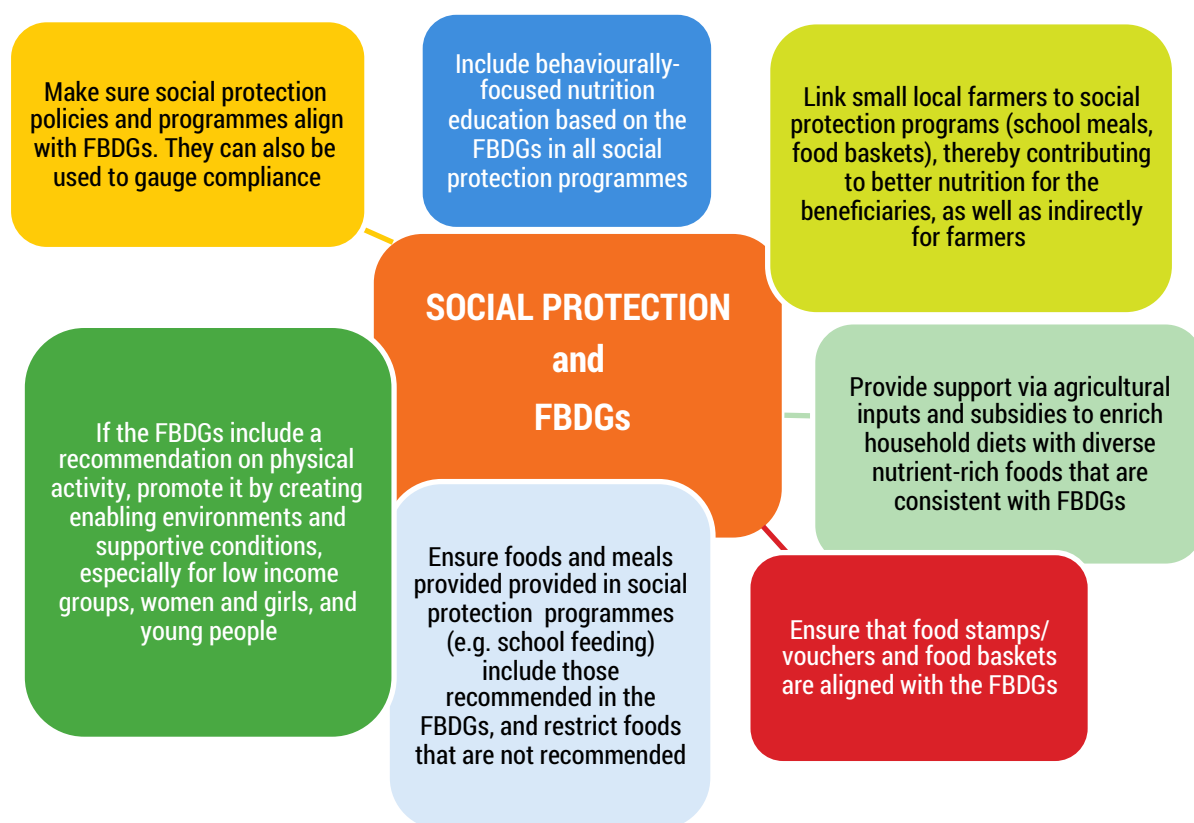 Make sure social protection
policies and programmes align
with FBDGs. They can also be
used to gauge compliance
Include behaviourally-
focused nutrition
education based on the
FBDGs in all social
protection programmes
Link small local farmers to social
protection programs (school meals,
food baskets), thereby contributing
to better nutrition for the
beneficiaries, as well as indirectly
for farmers
SOCIAL PROTECTION
and
FBDGs
If the FBDGs include a
recommendation on physical
activity, promote it by creating
enabling environments and
supportive conditions,
especially for low income
groups, women and girls, and
young people
Provide support via agricultural
inputs and subsidies to enrich
household diets with diverse
nutrient-rich foods that are
consistent with FBDGs
Ensure foods and meals
provided provided in social
protection programmes
(e.g. school feeding)
include those
recommended in the
FBDGs, and restrict foods
that are not recommended
Ensure that food stamps/
vouchers and food baskets
are aligned with the FBDGs